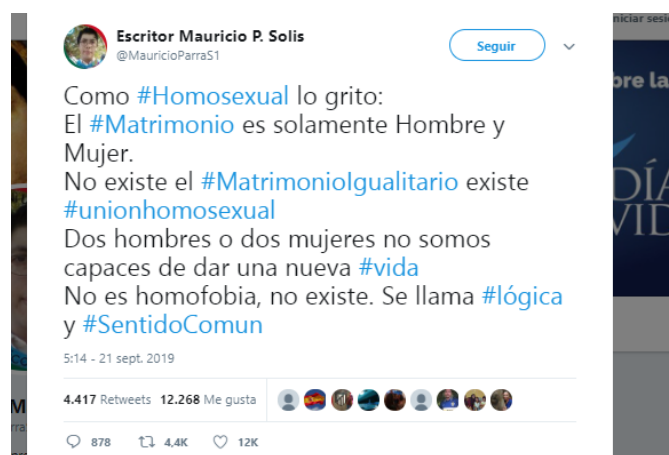 Escritor Mauricio P. Solis
@MauricioParraS1
Seguir
Como #Homosexual lo grito:
El #Matrimonio es solamente Hombre y
Mujer.
No existe el #MatrimonioIgualitario existe
#unionhomosexual
Dos hombres o dos mujeres no somos
capaces de dar una nueva #vida
No es homofobia, no existe. Se llama #lógica
y #SentidoComun
5:14 - 21 sept. 2019
4.417 Retweets 12.268 Me gusta
878 4,4K 12K